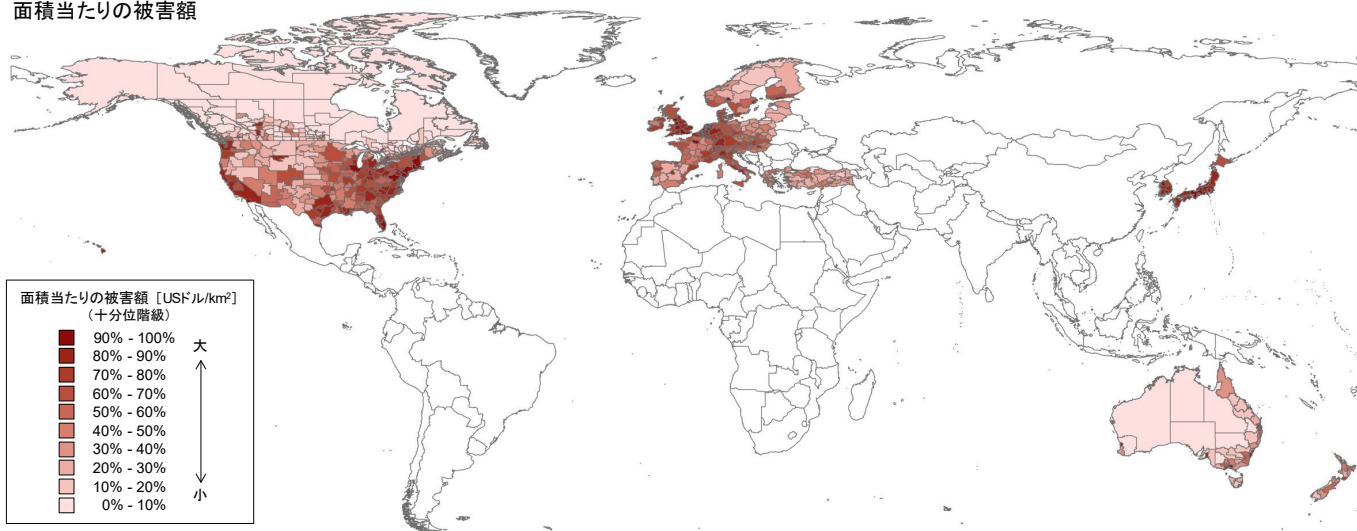 面積当たりの被害額
面積当たりの被害額 [USドル/km²]
(十分位階級)
90% - 100%
大
80% - 90%
70% - 80%
60% - 70%
50% - 60%
40% - 50%
30% - 40%
20% - 30%
10% - 20%
小
0% - 10%